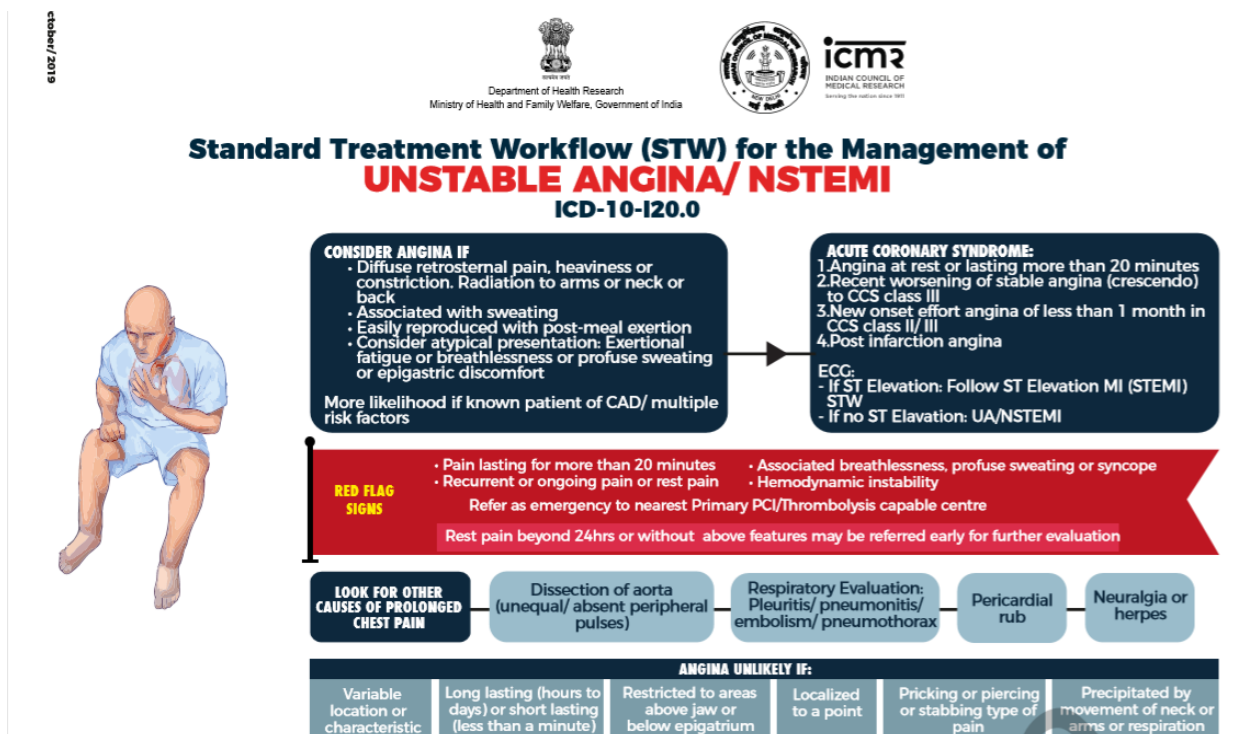 ctober/2019
सत्यमेव जयते
Department of Health Research
Ministry of Health and Family Welfare, Government of India
INDIAN COUNCIL OF MEDICAL RESEARCH
NEW DELHI
icmr
INDIAN COUNCIL OF
MEDICAL RESEARCH
Serving the nation since 1911
Standard Treatment Workflow (STW) for the Management of
UNSTABLE ANGINA/ NSTEMI
ICD-10-I20.0
CONSIDER ANGINA IF
• Diffuse retrosternal pain, heaviness or
constriction. Radiation to arms or neck or
back
• Associated with sweating
• Easily reproduced with post-meal exertion
• Consider atypical presentation: Exertional
fatigue or breathlessness or profuse sweating
or epigastric discomfort
More likelihood if known patient of CAD/ multiple
risk factors
ACUTE CORONARY SYNDROME:
1.Angina at rest or lasting more than 20 minutes
2.Recent worsening of stable angina (crescendo)
to CCS class III
3.New onset effort angina of less than 1 month in
CCS class II/ III
4.Post infarction angina
ECG:
- If ST Elevation: Follow ST Elevation MI (STEMI)
STW
- If no ST Elavation: UA/NSTEMI
RED FLAG
SIGNS
• Pain lasting for more than 20 minutes
• Recurrent or ongoing pain or rest pain
• Associated breathlessness, profuse sweating or syncope
• Hemodynamic instability
Refer as emergency to nearest Primary PCI/Thrombolysis capable centre
Rest pain beyond 24hrs or without above features may be referred early for further evaluation
LOOK FOR OTHER
CAUSES OF PROLONGED
CHEST PAIN
Dissection of aorta
(unequal/ absent peripheral
pulses)
Respiratory Evaluation:
Pleuritis/ pneumonitis/
embolism/ pneumothorax
Pericardial
rub
Neuralgia or
herpes
ANGINA UNLIKELY IF:
Variable
location or
characteristic
Long lasting (hours to
days) or short lasting
(less than a minute)
Restricted to areas
above jaw or
below epigatrium
Localized
to a point
Pricking or piercing
or stabbing type of
pain
Precipitated by
movement of neck or
arms or respiration